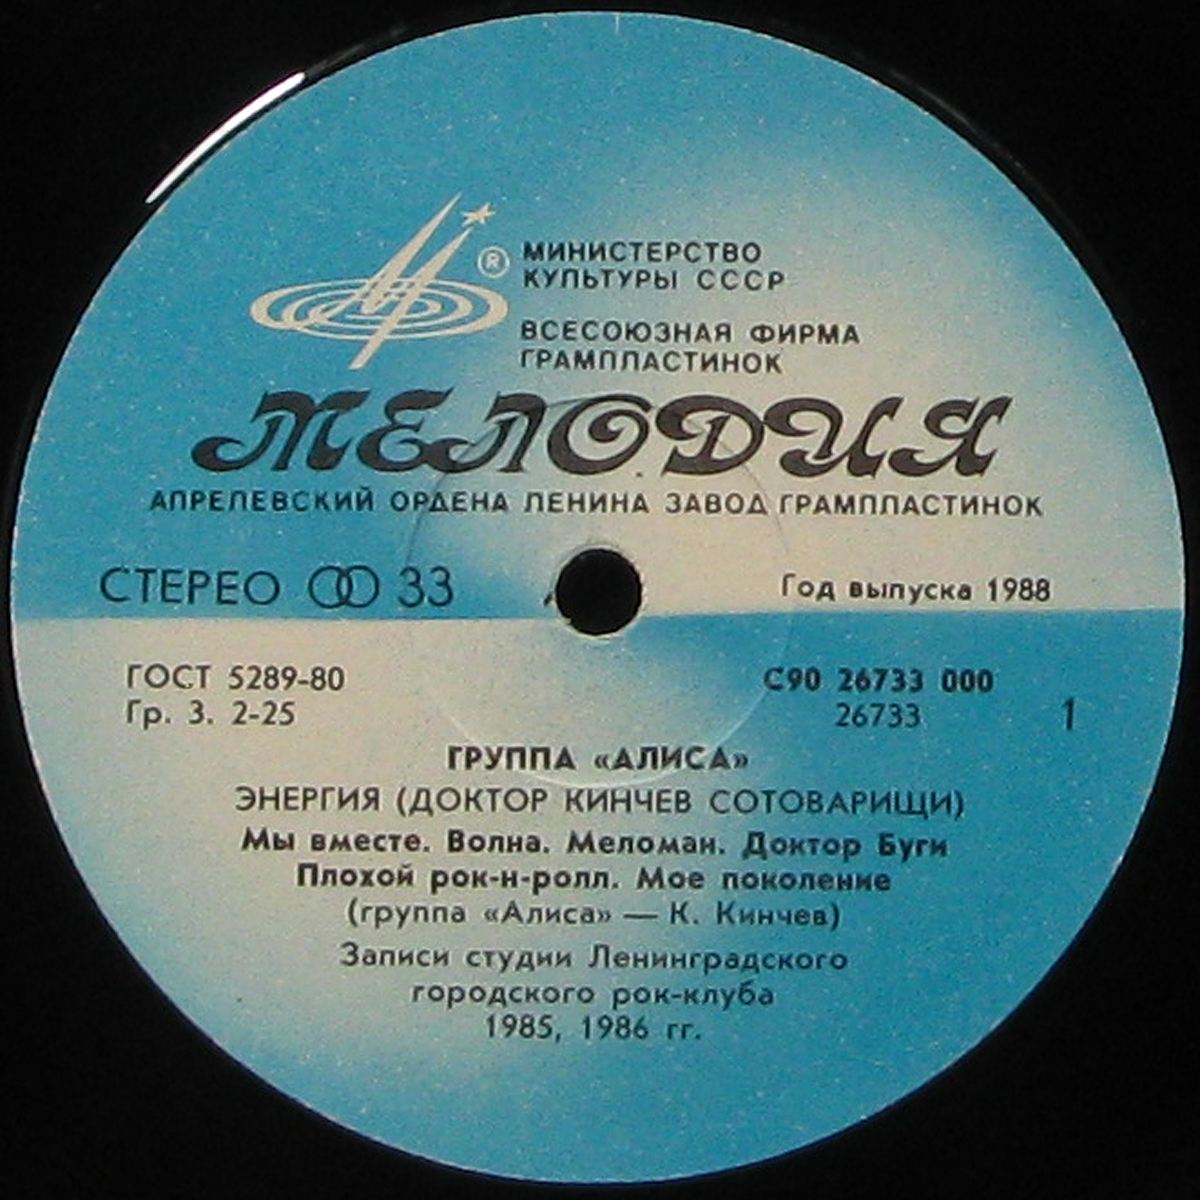 ®
МИНИСТЕРСТВО
КУЛЬТУРЫ СССР
ВСЕСОЮЗНАЯ ФИРМА
ГРАМПЛАСТИНОК
МЕЛОДИЯ
АПРЕЛЕВСКИЙ ОРДЕНА ЛЕНИНА ЗАВОД ГРАМПЛАСТИНОК
СТЕРЕО 33
Год выпуска 1988
ГОСТ 5289-80
Гр. 3. 2-25
С90 26733 000
26733
1
ГРУППА «АЛИСА»
ЭНЕРГИЯ (ДОКТОР КИНЧЕВ СОТОВАРИЩИ)
Мы вместе. Волна. Меломан. Доктор Буги
Плохой рок-н-ролл. Мое поколение
(группа «Алиса» — К. Кинчев)
Записи студии Ленинградского
городского рок-клуба
1985, 1986 гг.